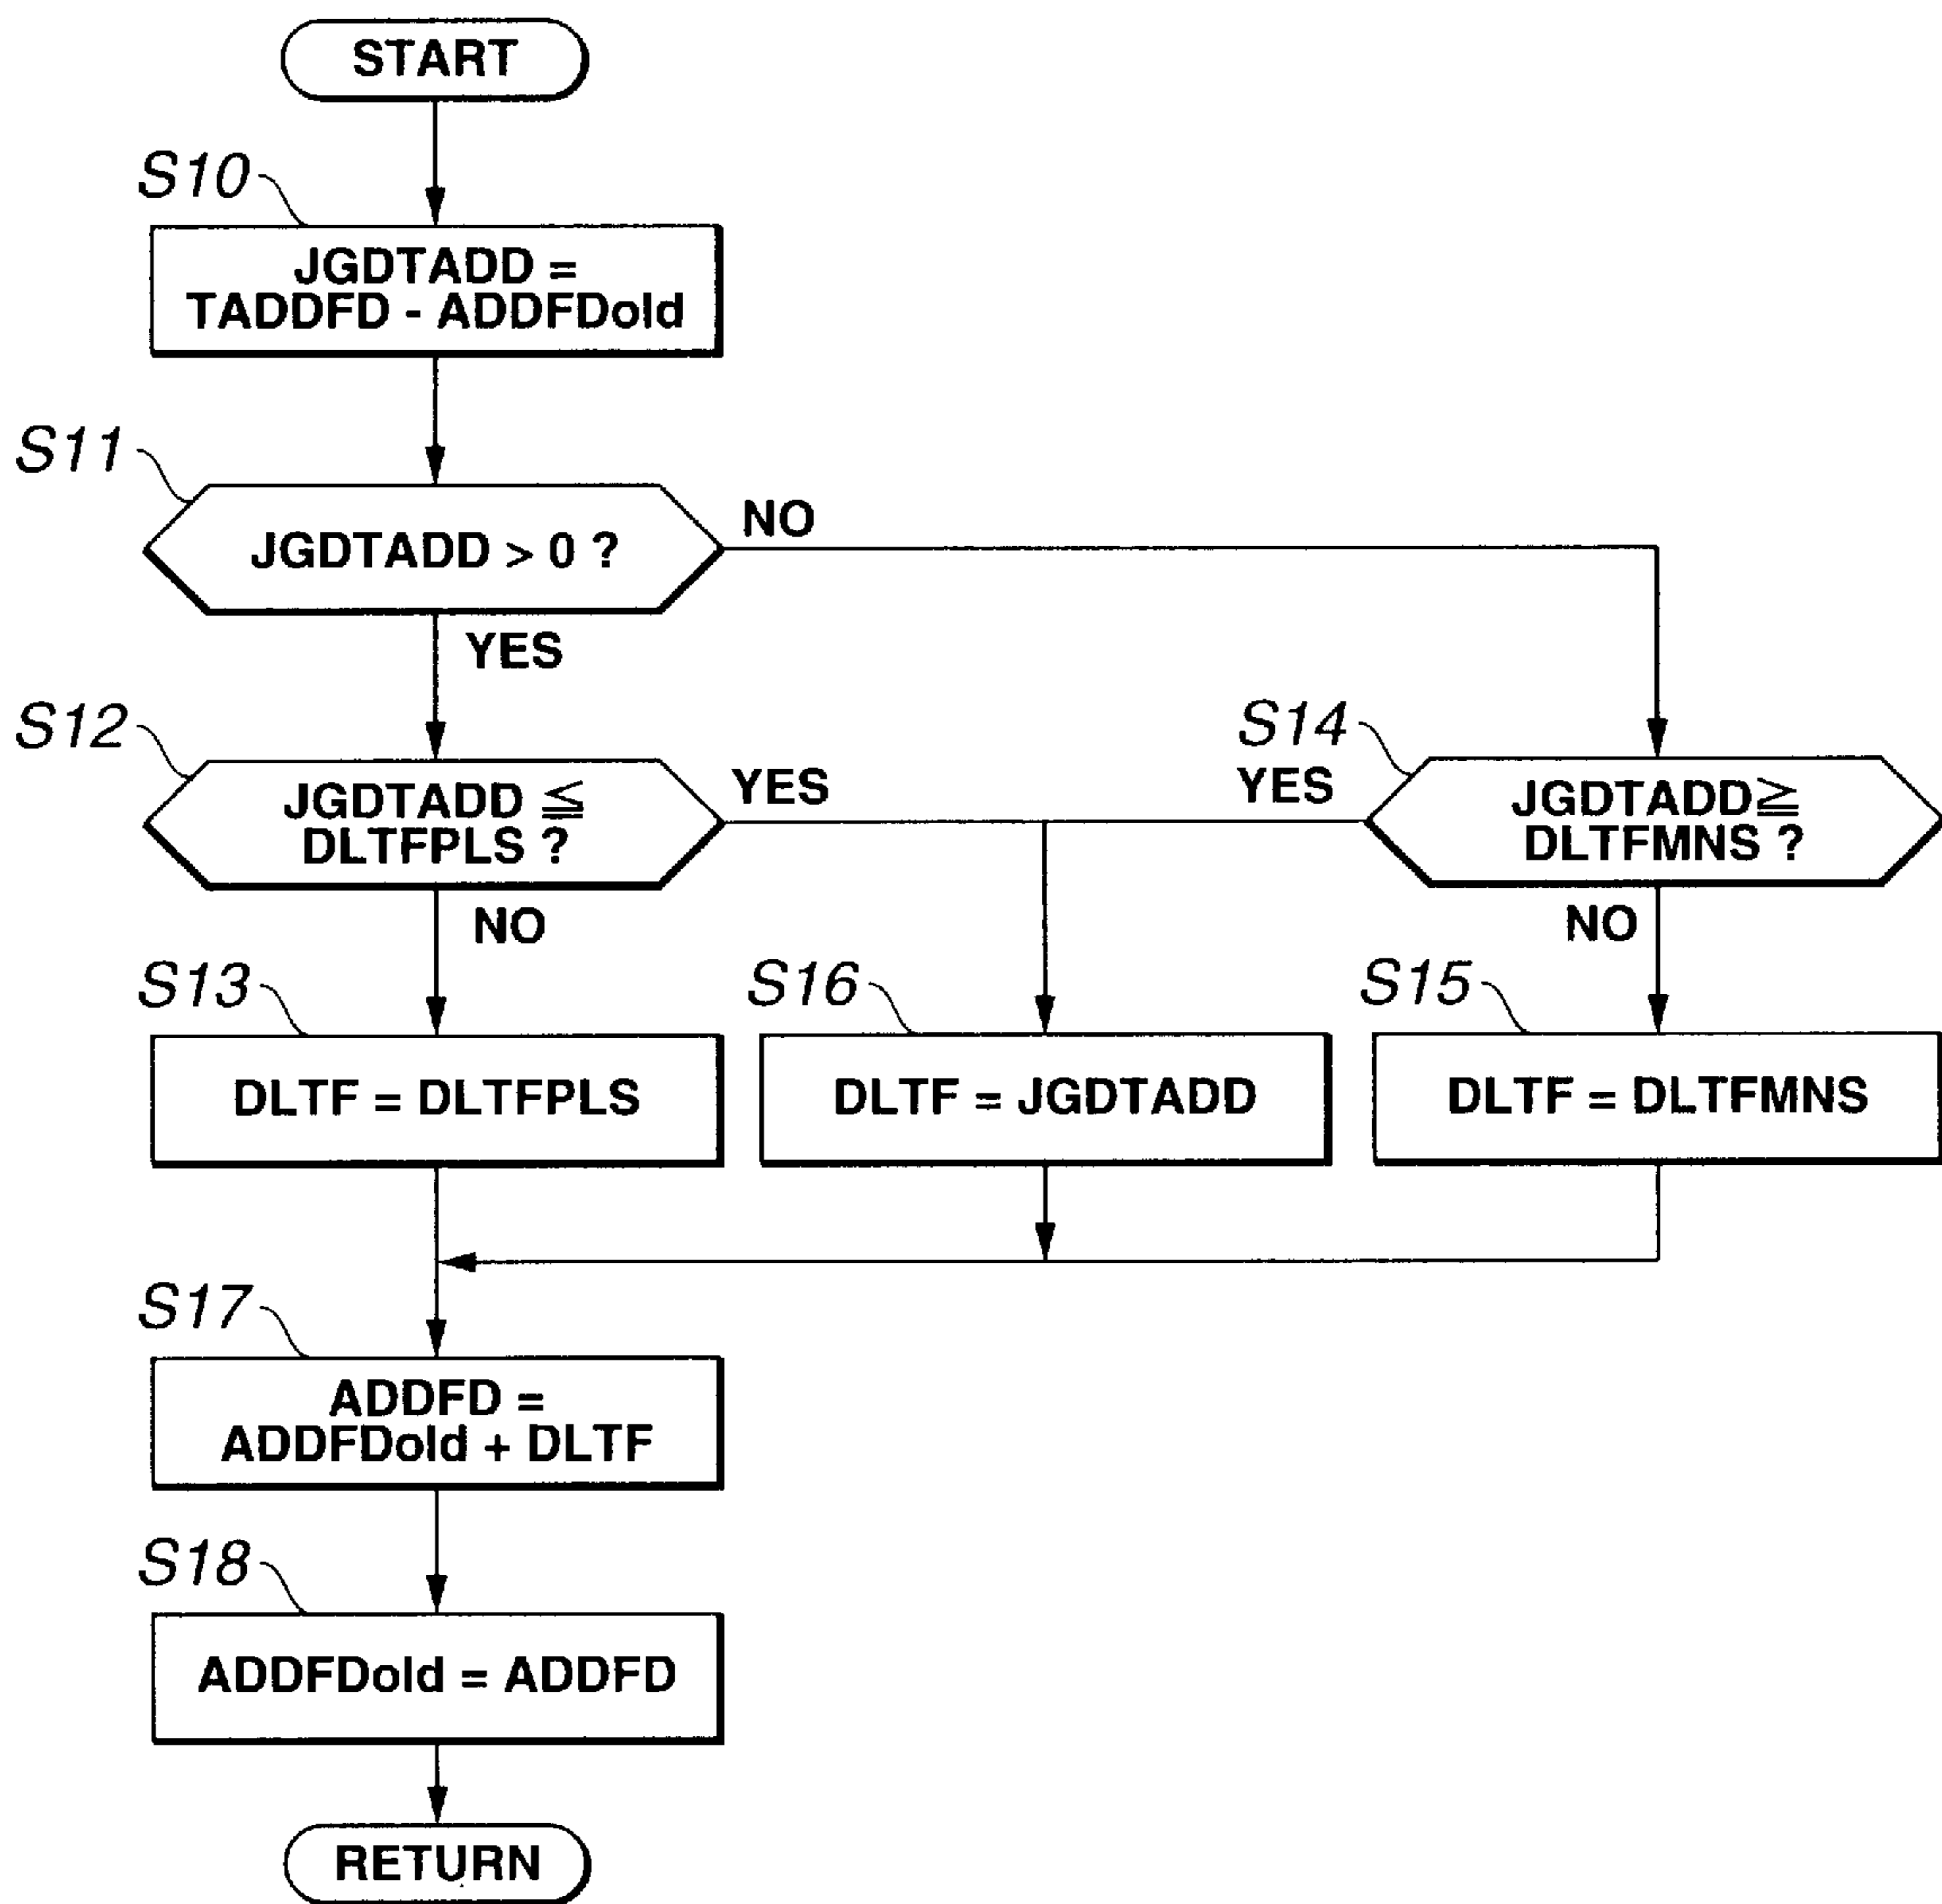 START
S10
JGDTADD =
TADDFD - ADDFDold
S11
JGDTADD > 0 ?
NO
YES
S12
JGDTADD ≦
DLTFPLS ?
YES
NO
S14
YES
JGDTADD≧
DLTFMNS ?
NO
S13
DLTF = DLTFPLS
S16
DLTF = JGDTADD
S15
DLTF = DLTFMNS
S17
ADDFD =
ADDFDold + DLTF
S18
ADDFDold = ADDFD
RETURN